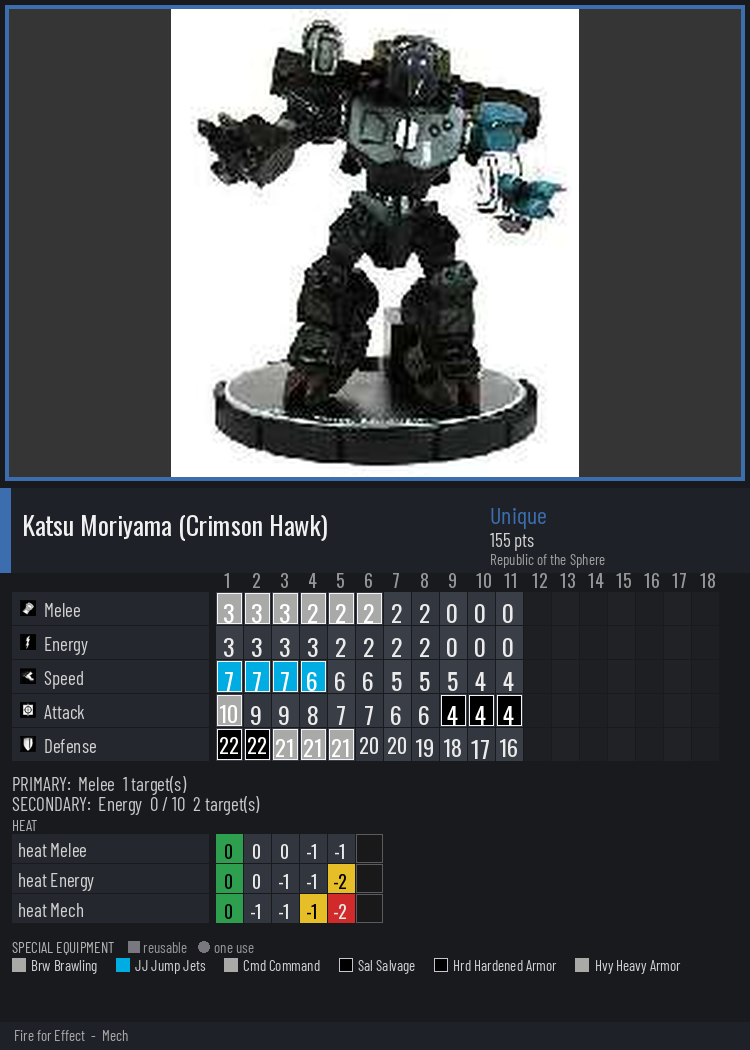 Katsu Moriyama (Crimson Hawk)
Unique
155 pts
Republic of the Sphere
1 2 3 4 5 6 7 8 9 10 11 12 13 14 15 16 17 18
Melee 3 3 3 2 2 2 2 2 0 0 0
Energy 3 3 3 3 2 2 2 2 0 0 0
Speed 7 7 7 6 6 6 5 5 5 4 4
Attack 10 9 9 8 7 7 6 6 4 4 4
Defense 22 22 21 21 21 20 20 19 18 17 16
PRIMARY: Melee 1 target(s)
SECONDARY: Energy 0 / 10 2 target(s)
HEAT
heat Melee 0 0 0 -1 -1
heat Energy 0 0 -1 -1 -2
heat Mech 0 -1 -1 -1 -2
SPECIAL EQUIPMENT reusable one use
Brw Brawling JJ Jump Jets Cmd Command Sal Salvage Hrd Hardened Armor Hvy Heavy Armor
Fire for Effect - Mech